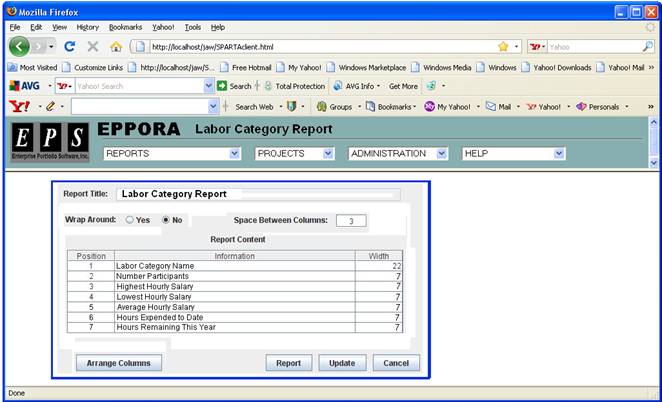 Mozilla Firefox
File Edit View History Bookmarks Yahoo! Tools Help
http://localhost/jaw/SPARTAclient.html Yahoo
Most Visited Customize Links http://localhost/jaw/S... Free Hotmail My Yahoo! Windows Marketplace Windows Media Windows Yahoo! Downloads Yahoo! Mail »
AVG Y! Yahoo! Search Search Total Protection AVG Info Get More
Y! Search Web Groups Bookmarks My Yahoo! Mail Yahoo! Personals »
EPS EPPORA Labor Category Report
Enterprise Portfolio Software, Inc. REPORTS PROJECTS ADMINISTRATION HELP
Report Title: Labor Category Report
Wrap Around: Yes No Space Between Columns: 3
Report Content
Position Information Width
1 Labor Category Name 22
2 Number Participants 7
3 Highest Hourly Salary 7
4 Lowest Hourly Salary 7
5 Average Hourly Salary 7
6 Hours Expended to Date 7
7 Hours Remaining This Year 7
Arrange Columns Report Update Cancel
Done